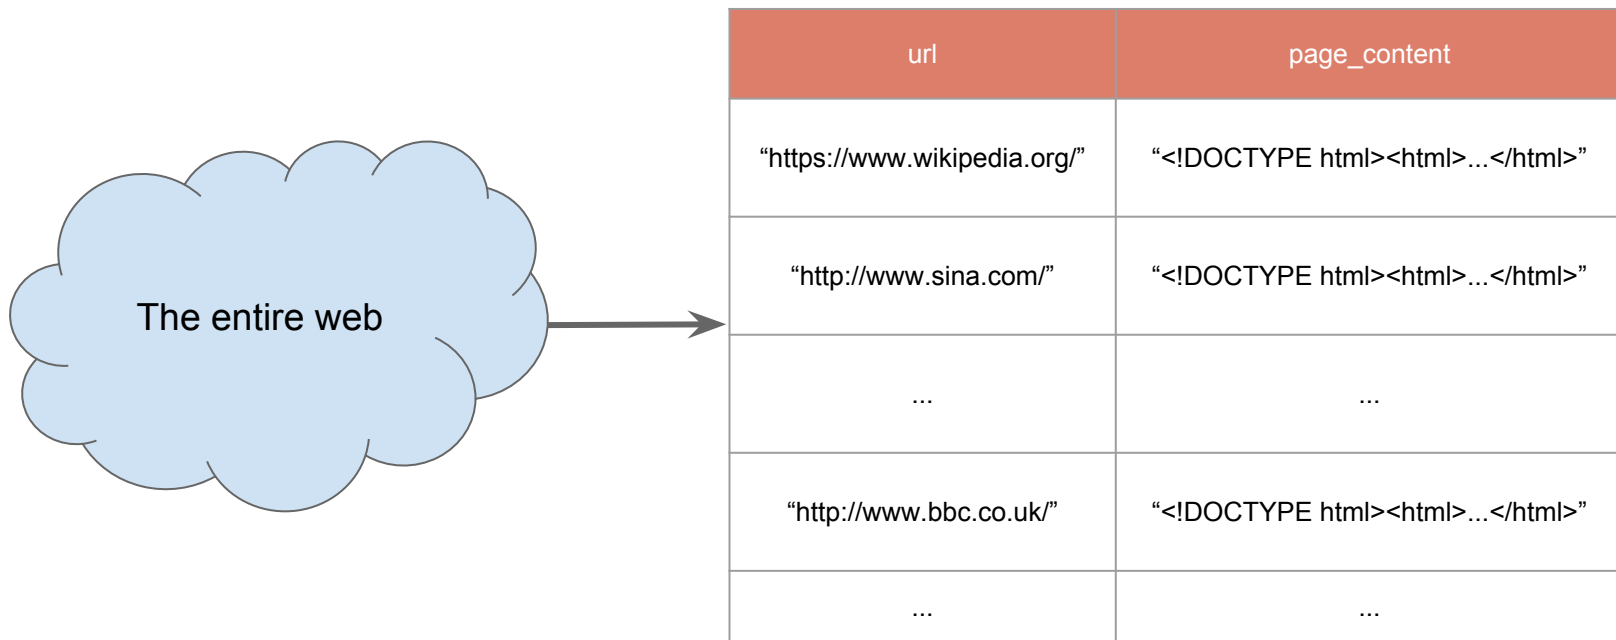 url
page_content
“https://www.wikipedia.org/”
“<!DOCTYPE html><html>...</html>”
“http://www.sina.com/”
“<!DOCTYPE html><html>...</html>”
The entire web
...
...
“http://www.bbc.co.uk/”
“<!DOCTYPE html><html>...</html>”
...
...